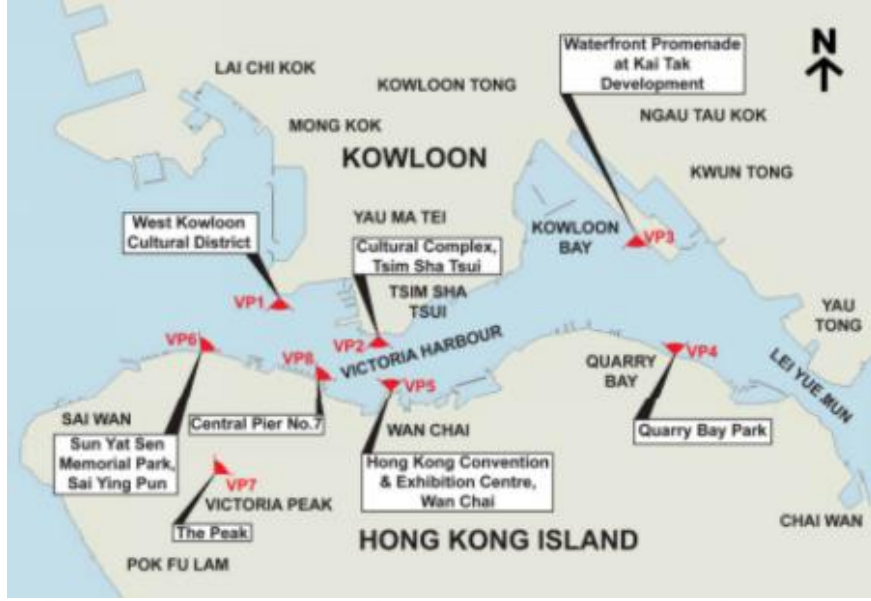 Waterfront Promenade
at Kai Tak
Development
N
LAI CHI KOK
KOWLOON TONG
NGAU TAU KOK
MONG KOK
KOWLOON
KWUN TONG
West Kowloon
Cultural District
YAU MA TEI
Cultural Complex,
Tsim Sha Tsui
KOWLOON
BAY
VP3
TSIM SHA
TSUI
VP1
YAU
TONG
VP6
VP2
VICTORIA HARBOUR
VP8
VP4
QUARRY
BAY
LEI YUE MUN
VP5
SAI WAN
Central Pier No.7
WAN CHAI
Quarry Bay Park
Sun Yat Sen
Memorial Park,
Sai Ying Pun
Hong Kong Convention
& Exhibition Centre,
Wan Chai
VP7
VICTORIA PEAK
The Peak
CHAI WAN
HONG KONG ISLAND
POK FU LAM